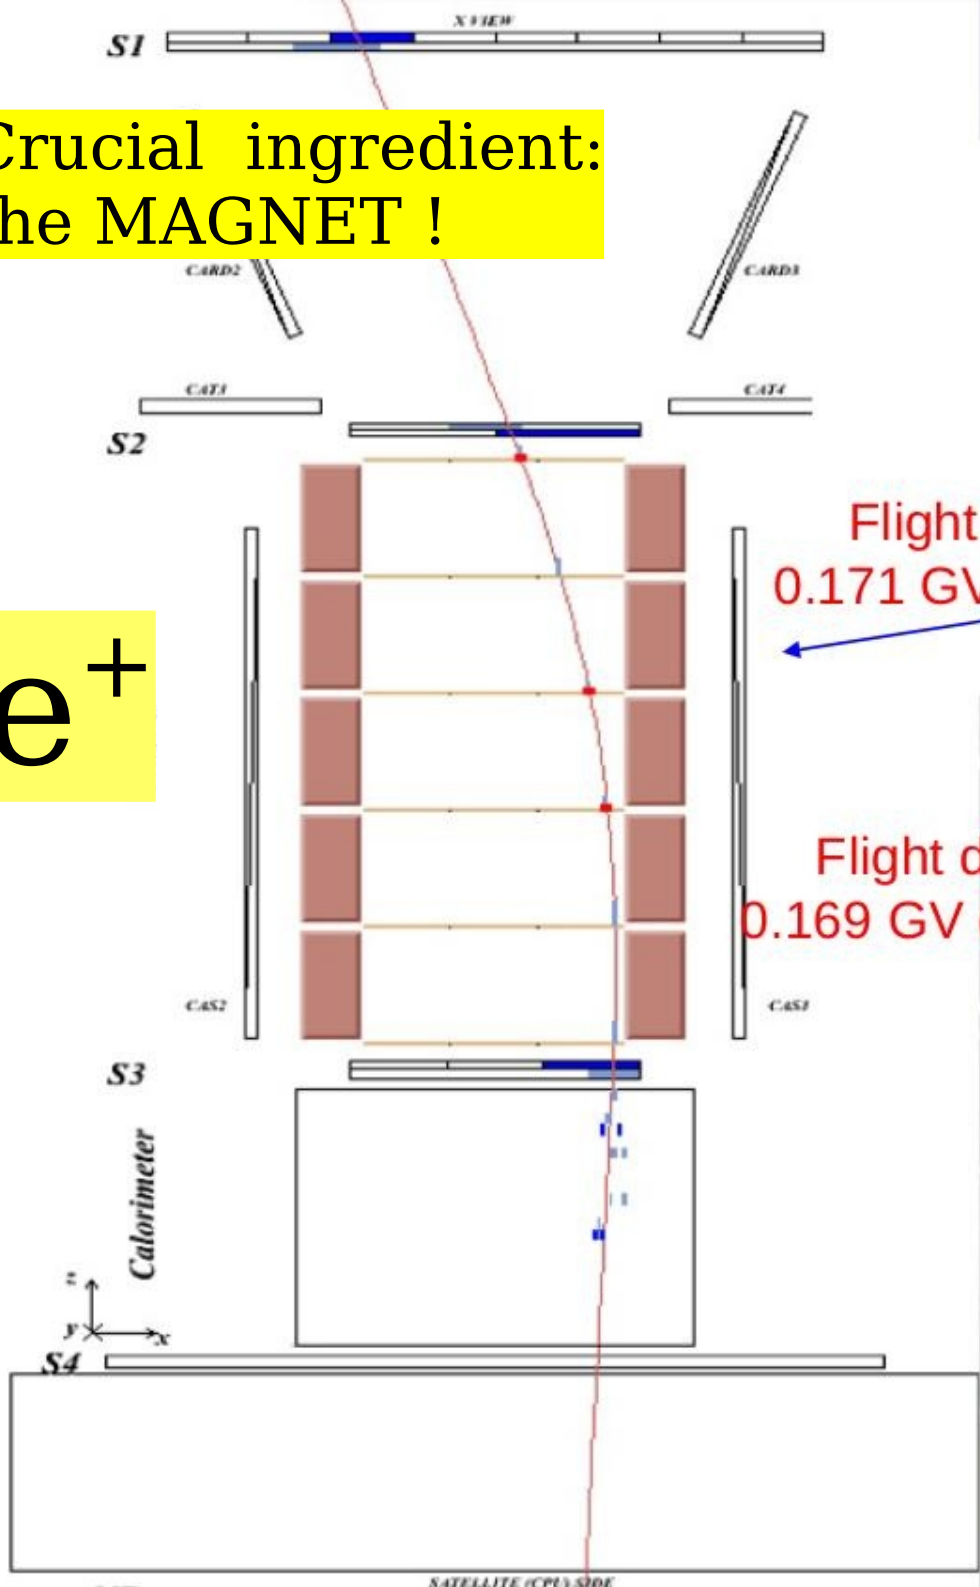 X VIEW
S1
Crucial ingredient:
he MAGNET !
CARD2
CARD3
CAT3
CAT4
S2
Flight
0.171 GV
e+
Flight d
0.169 GV
CAS2
CAS1
S3
Calorimeter
z
y
x
S4
SATELLITE (CPU) SIDE